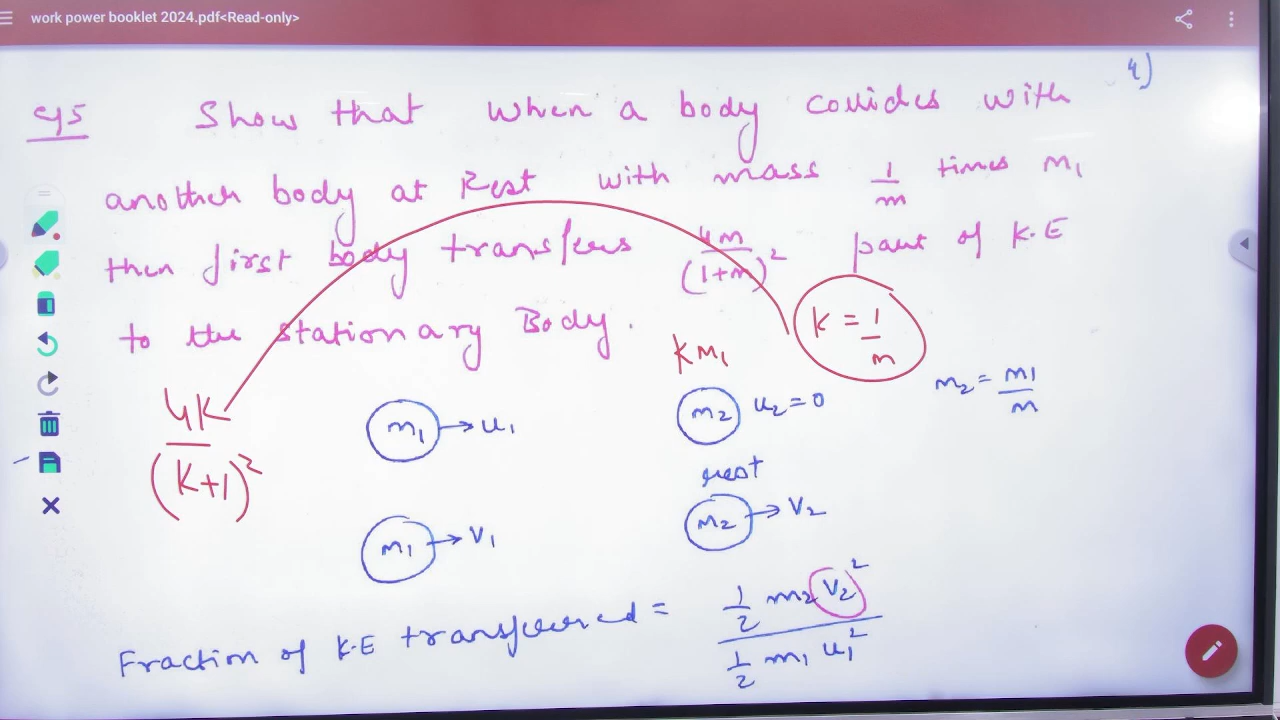 work power booklet 2024.pdf<Read-only>
4)
Q15 Show that when a body collides with
another body at Rest with mass 1/m times m₁
then first body transfers 4m/(1+m)² part of K.E
to the stationary Body.
K = 1/m
KM₁
m₂ = m₁/m
4K/(K+1)²
m₁ → u₁
m₂ u₂ = 0
rest
m₁ → V₁
m₂ → V₂
Fraction of K.E transferred = ½ m₂ V₂² / ½ m₁ u₁²